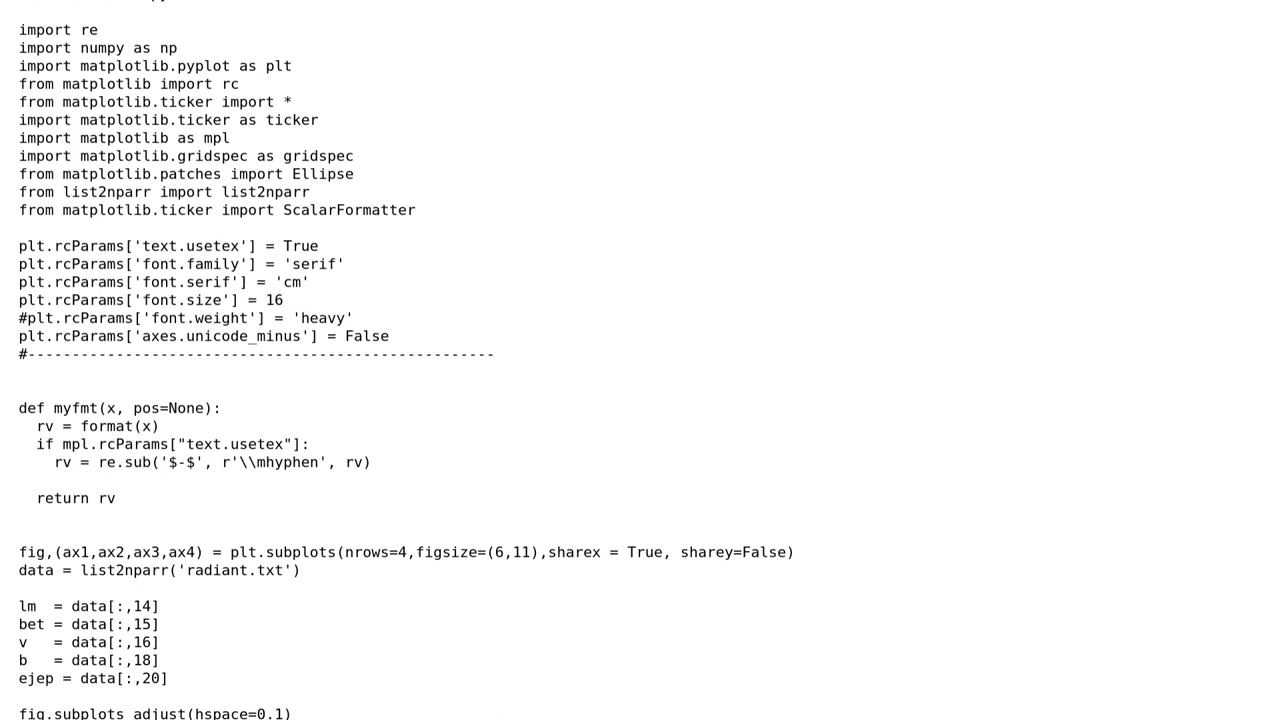 import re
import numpy as np
import matplotlib.pyplot as plt
from matplotlib import rc
from matplotlib.ticker import *
import matplotlib.ticker as ticker
import matplotlib as mpl
import matplotlib.gridspec as gridspec
from matplotlib.patches import Ellipse
from list2nparr import list2nparr
from matplotlib.ticker import ScalarFormatter

plt.rcParams['text.usetex'] = True
plt.rcParams['font.family'] = 'serif'
plt.rcParams['font.serif'] = 'cm'
plt.rcParams['font.size'] = 16
#plt.rcParams['font.weight'] = 'heavy'
plt.rcParams['axes.unicode_minus'] = False
#-----------------------------------------------------

def myfmt(x, pos=None):
  rv = format(x)
  if mpl.rcParams["text.usetex"]:
    rv = re.sub('$-$', r'\\mhyphen', rv)

  return rv

fig,(ax1,ax2,ax3,ax4) = plt.subplots(nrows=4,figsize=(6,11),sharex = True, sharey=False)
data = list2nparr('radiant.txt')

lm  = data[:,14]
bet = data[:,15]
v   = data[:,16]
b   = data[:,18]
ejep = data[:,20]

fig.subplots_adjust(hspace=0.1)